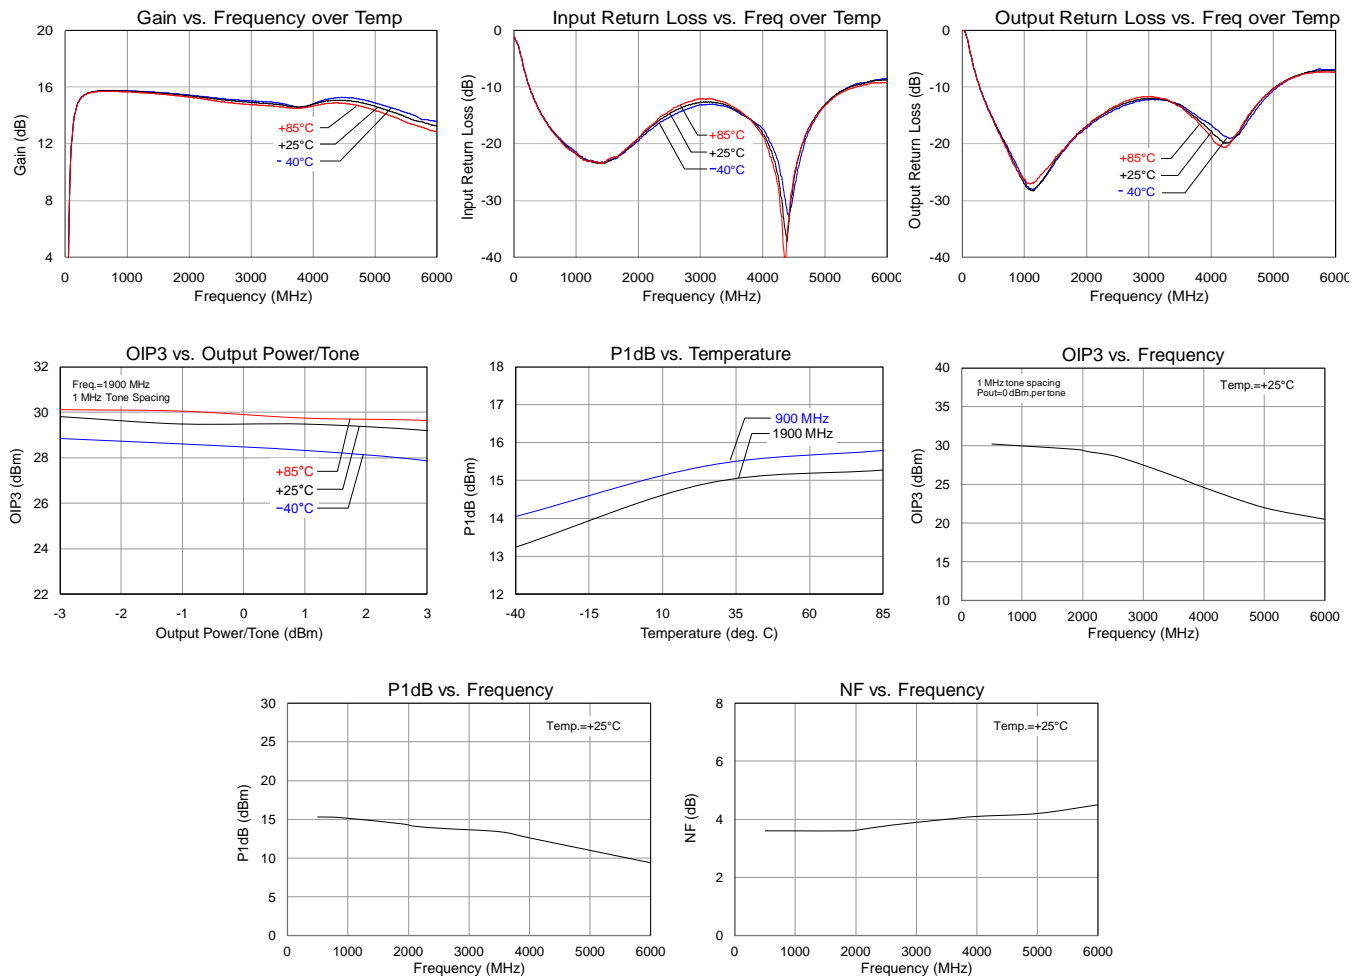 Gain vs. Frequency over Temp
20
16
12
8
4
Gain (dB)
+85°C
+25°C
- 40°C
0 1000 2000 3000 4000 5000 6000
Frequency (MHz)
Input Return Loss vs. Freq over Temp
0
-10
-20
-30
-40
Input Return Loss (dB)
+85°C
+25°C
−40°C
0 1000 2000 3000 4000 5000 6000
Frequency (MHz)
Output Return Loss vs. Freq over Temp
0
-10
-20
-30
-40
Output Return Loss (dB)
+85°C
+25°C
- 40°C
0 1000 2000 3000 4000 5000 6000
Frequency (MHz)
OIP3 vs. Output Power/Tone
32
30
28
26
24
22
OIP3 (dBm)
Freq.=1900 MHz
1 MHz Tone Spacing
+85°C
+25°C
−40°C
-3 -2 -1 0 1 2 3
Output Power/Tone (dBm)
P1dB vs. Temperature
18
17
16
15
14
13
12
P1dB (dBm)
900 MHz
1900 MHz
-40 -15 10 35 60 85
Temperature (deg. C)
OIP3 vs. Frequency
40
35
30
25
20
15
10
OIP3 (dBm)
1 MHz tone spacing
Pout=0 dBm.per tone
Temp.=+25°C
0 1000 2000 3000 4000 5000 6000
Frequency (MHz)
P1dB vs. Frequency
30
25
20
15
10
5
0
P1dB (dBm)
Temp.=+25°C
0 1000 2000 3000 4000 5000 6000
Frequency (MHz)
NF vs. Frequency
8
6
4
2
0
NF (dB)
Temp.=+25°C
0 1000 2000 3000 4000 5000 6000
Frequency (MHz)